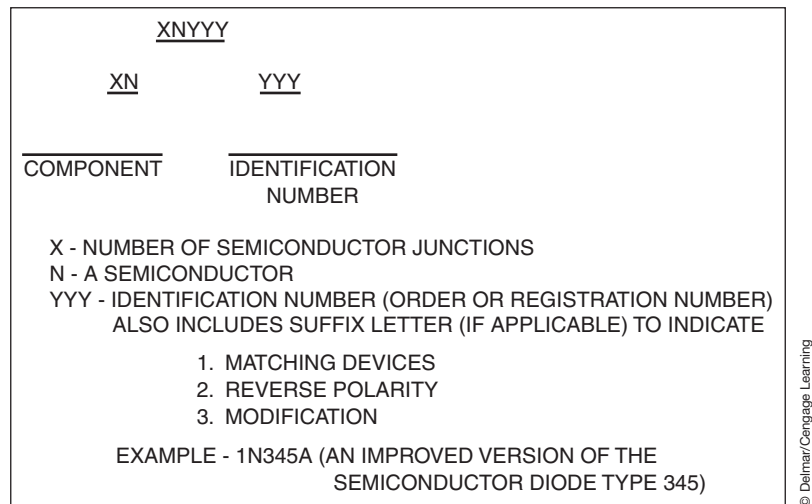 XNYYY
XN YYY
COMPONENT IDENTIFICATION
NUMBER
X - NUMBER OF SEMICONDUCTOR JUNCTIONS
N - A SEMICONDUCTOR
YYY - IDENTIFICATION NUMBER (ORDER OR REGISTRATION NUMBER)
ALSO INCLUDES SUFFIX LETTER (IF APPLICABLE) TO INDICATE
1. MATCHING DEVICES
2. REVERSE POLARITY
3. MODIFICATION
EXAMPLE - 1N345A (AN IMPROVED VERSION OF THE
SEMICONDUCTOR DIODE TYPE 345)
© Delmar/Cengage Learning